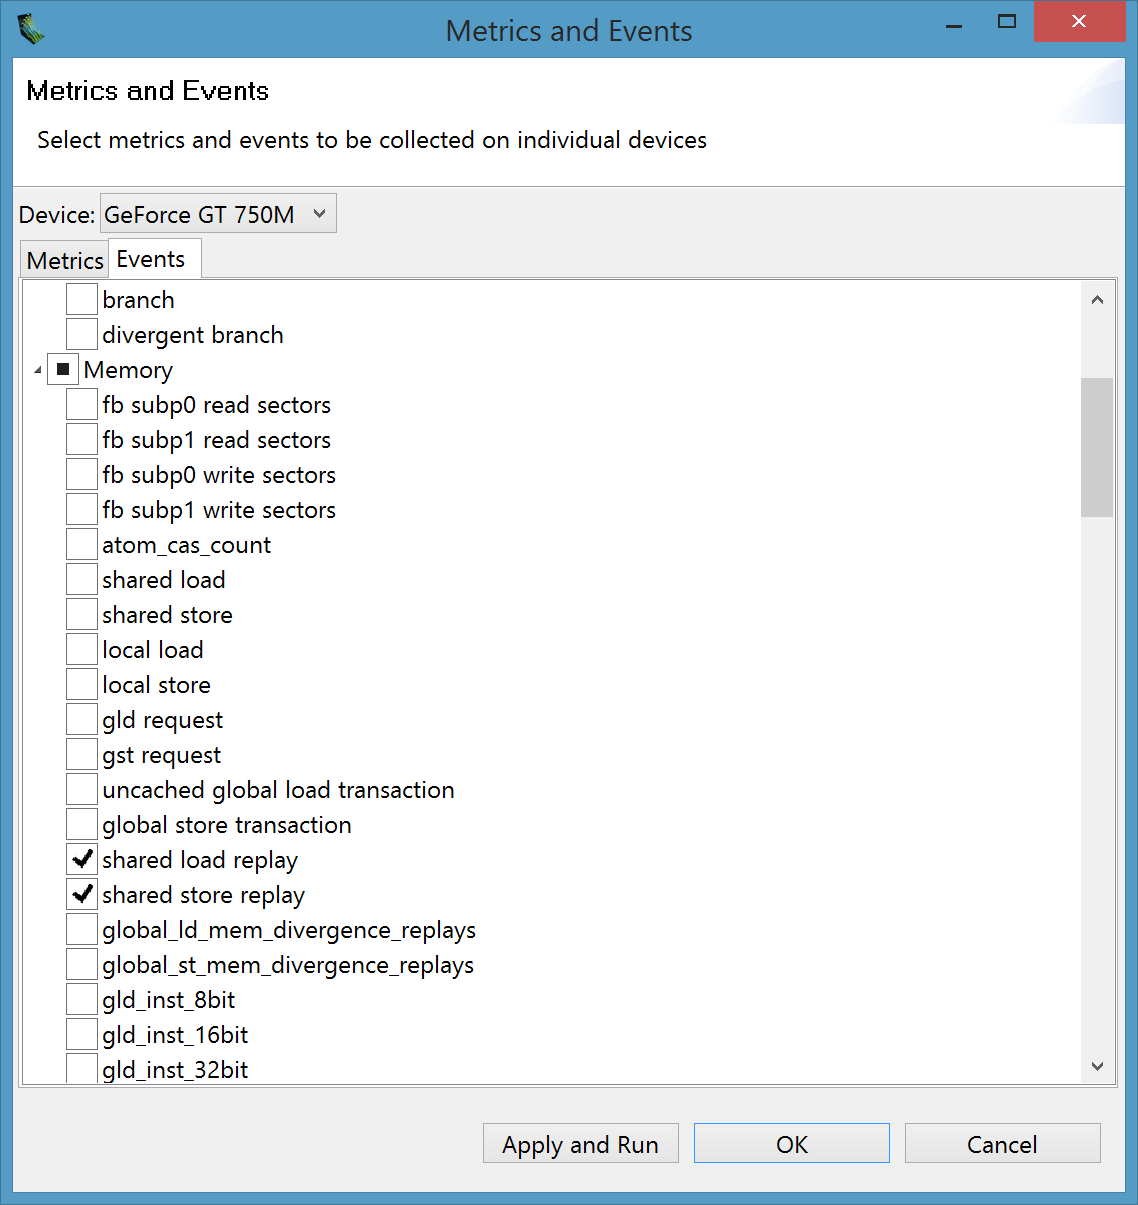 Metrics and Events
Metrics and Events
Select metrics and events to be collected on individual devices
Device: GeForce GT 750M
Metrics Events
branch
divergent branch
Memory
fb subp0 read sectors
fb subp1 read sectors
fb subp0 write sectors
fb subp1 write sectors
atom_cas_count
shared load
shared store
local load
local store
gld request
gst request
uncached global load transaction
global store transaction
shared load replay
shared store replay
global_ld_mem_divergence_replays
global_st_mem_divergence_replays
gld_inst_8bit
gld_inst_16bit
gld_inst_32bit
Apply and Run OK Cancel